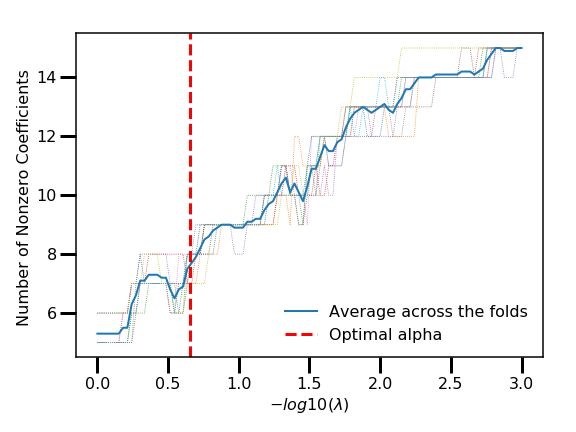 Number of Nonzero Coefficients
14
12
10
8
6
Average across the folds
Optimal alpha
0.0 0.5 1.0 1.5 2.0 2.5 3.0
−log10(λ)